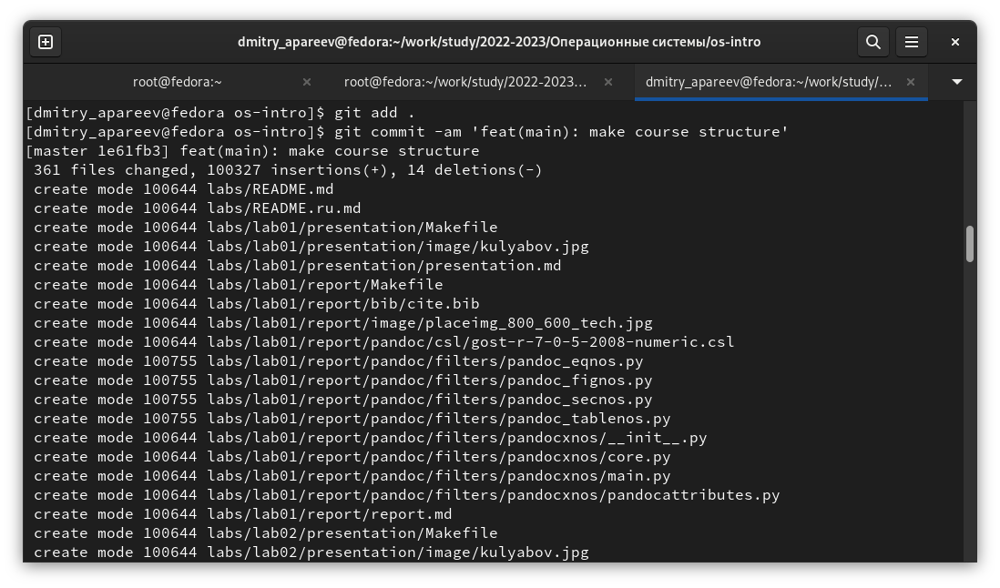 dmitry_apareev@fedora:~/work/study/2022-2023/Операционные системы/os-intro
root@fedora:~
root@fedora:~/work/study/2022-2023...
dmitry_apareev@fedora:~/work/study/...
[dmitry_apareev@fedora os-intro]$ git add .
[dmitry_apareev@fedora os-intro]$ git commit -am 'feat(main): make course structure'
[master 1e61fb3] feat(main): make course structure
 361 files changed, 100327 insertions(+), 14 deletions(-)
 create mode 100644 labs/README.md
 create mode 100644 labs/README.ru.md
 create mode 100644 labs/lab01/presentation/Makefile
 create mode 100644 labs/lab01/presentation/image/kulyabov.jpg
 create mode 100644 labs/lab01/presentation/presentation.md
 create mode 100644 labs/lab01/report/Makefile
 create mode 100644 labs/lab01/report/bib/cite.bib
 create mode 100644 labs/lab01/report/image/placeimg_800_600_tech.jpg
 create mode 100644 labs/lab01/report/pandoc/csl/gost-r-7-0-5-2008-numeric.csl
 create mode 100755 labs/lab01/report/pandoc/filters/pandoc_eqnos.py
 create mode 100755 labs/lab01/report/pandoc/filters/pandoc_fignos.py
 create mode 100755 labs/lab01/report/pandoc/filters/pandoc_secnos.py
 create mode 100755 labs/lab01/report/pandoc/filters/pandoc_tablenos.py
 create mode 100644 labs/lab01/report/pandoc/filters/pandocxnos/__init__.py
 create mode 100644 labs/lab01/report/pandoc/filters/pandocxnos/core.py
 create mode 100644 labs/lab01/report/pandoc/filters/pandocxnos/main.py
 create mode 100644 labs/lab01/report/pandoc/filters/pandocxnos/pandocattributes.py
 create mode 100644 labs/lab01/report/report.md
 create mode 100644 labs/lab02/presentation/Makefile
 create mode 100644 labs/lab02/presentation/image/kulyabov.jpg